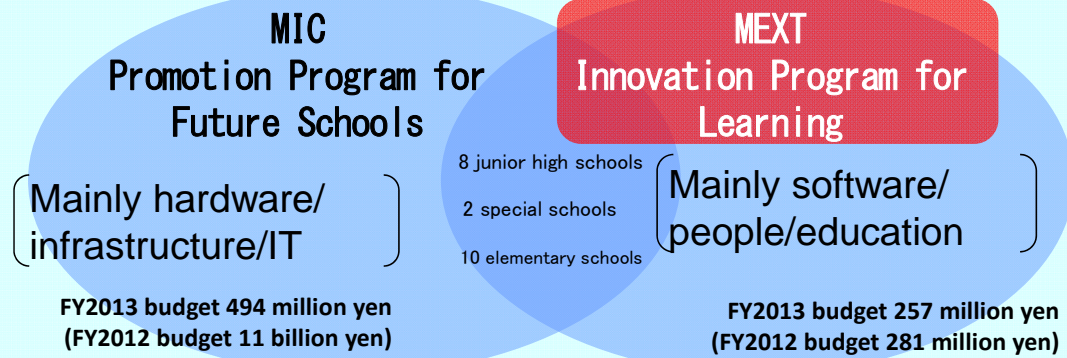 MIC
Promotion Program for
Future Schools
MEXT
Innovation Program for
Learning
8 junior high schools
2 special schools
10 elementary schools
Mainly hardware/
infrastructure/IT
Mainly software/
people/education
FY2013 budget 494 million yen
(FY2012 budget 11 billion yen)
FY2013 budget 257 million yen
(FY2012 budget 281 million yen)